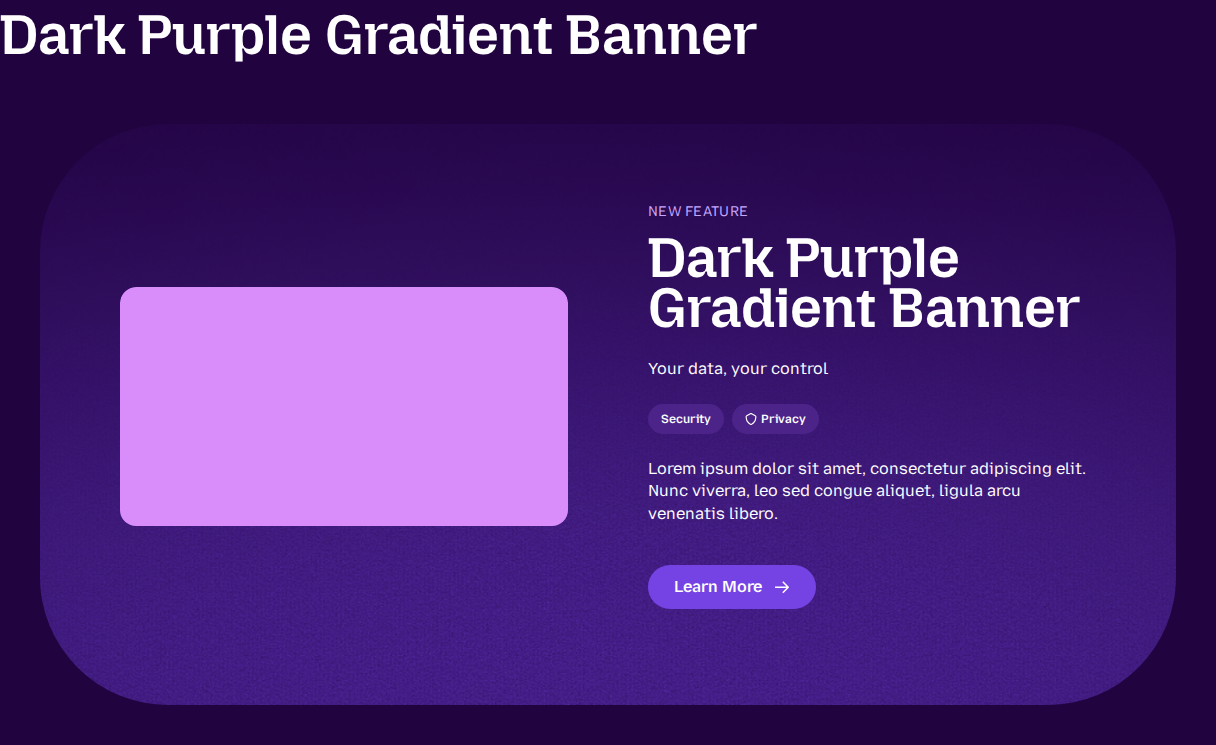 Dark Purple Gradient Banner
NEW FEATURE
Dark Purple
Gradient Banner
Your data, your control
Security
Privacy
Lorem ipsum dolor sit amet, consectetur adipiscing elit.
Nunc viverra, leo sed congue aliquet, ligula arcu
venenatis libero.
Learn More